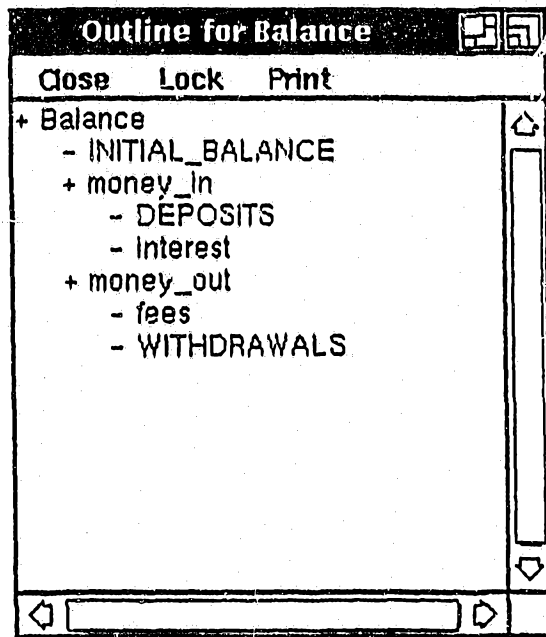 Outline for Balance
Close Lock Print
+ Balance
- INITIAL_BALANCE
+ money_in
- DEPOSITS
- interest
+ money_out
- fees
- WITHDRAWALS